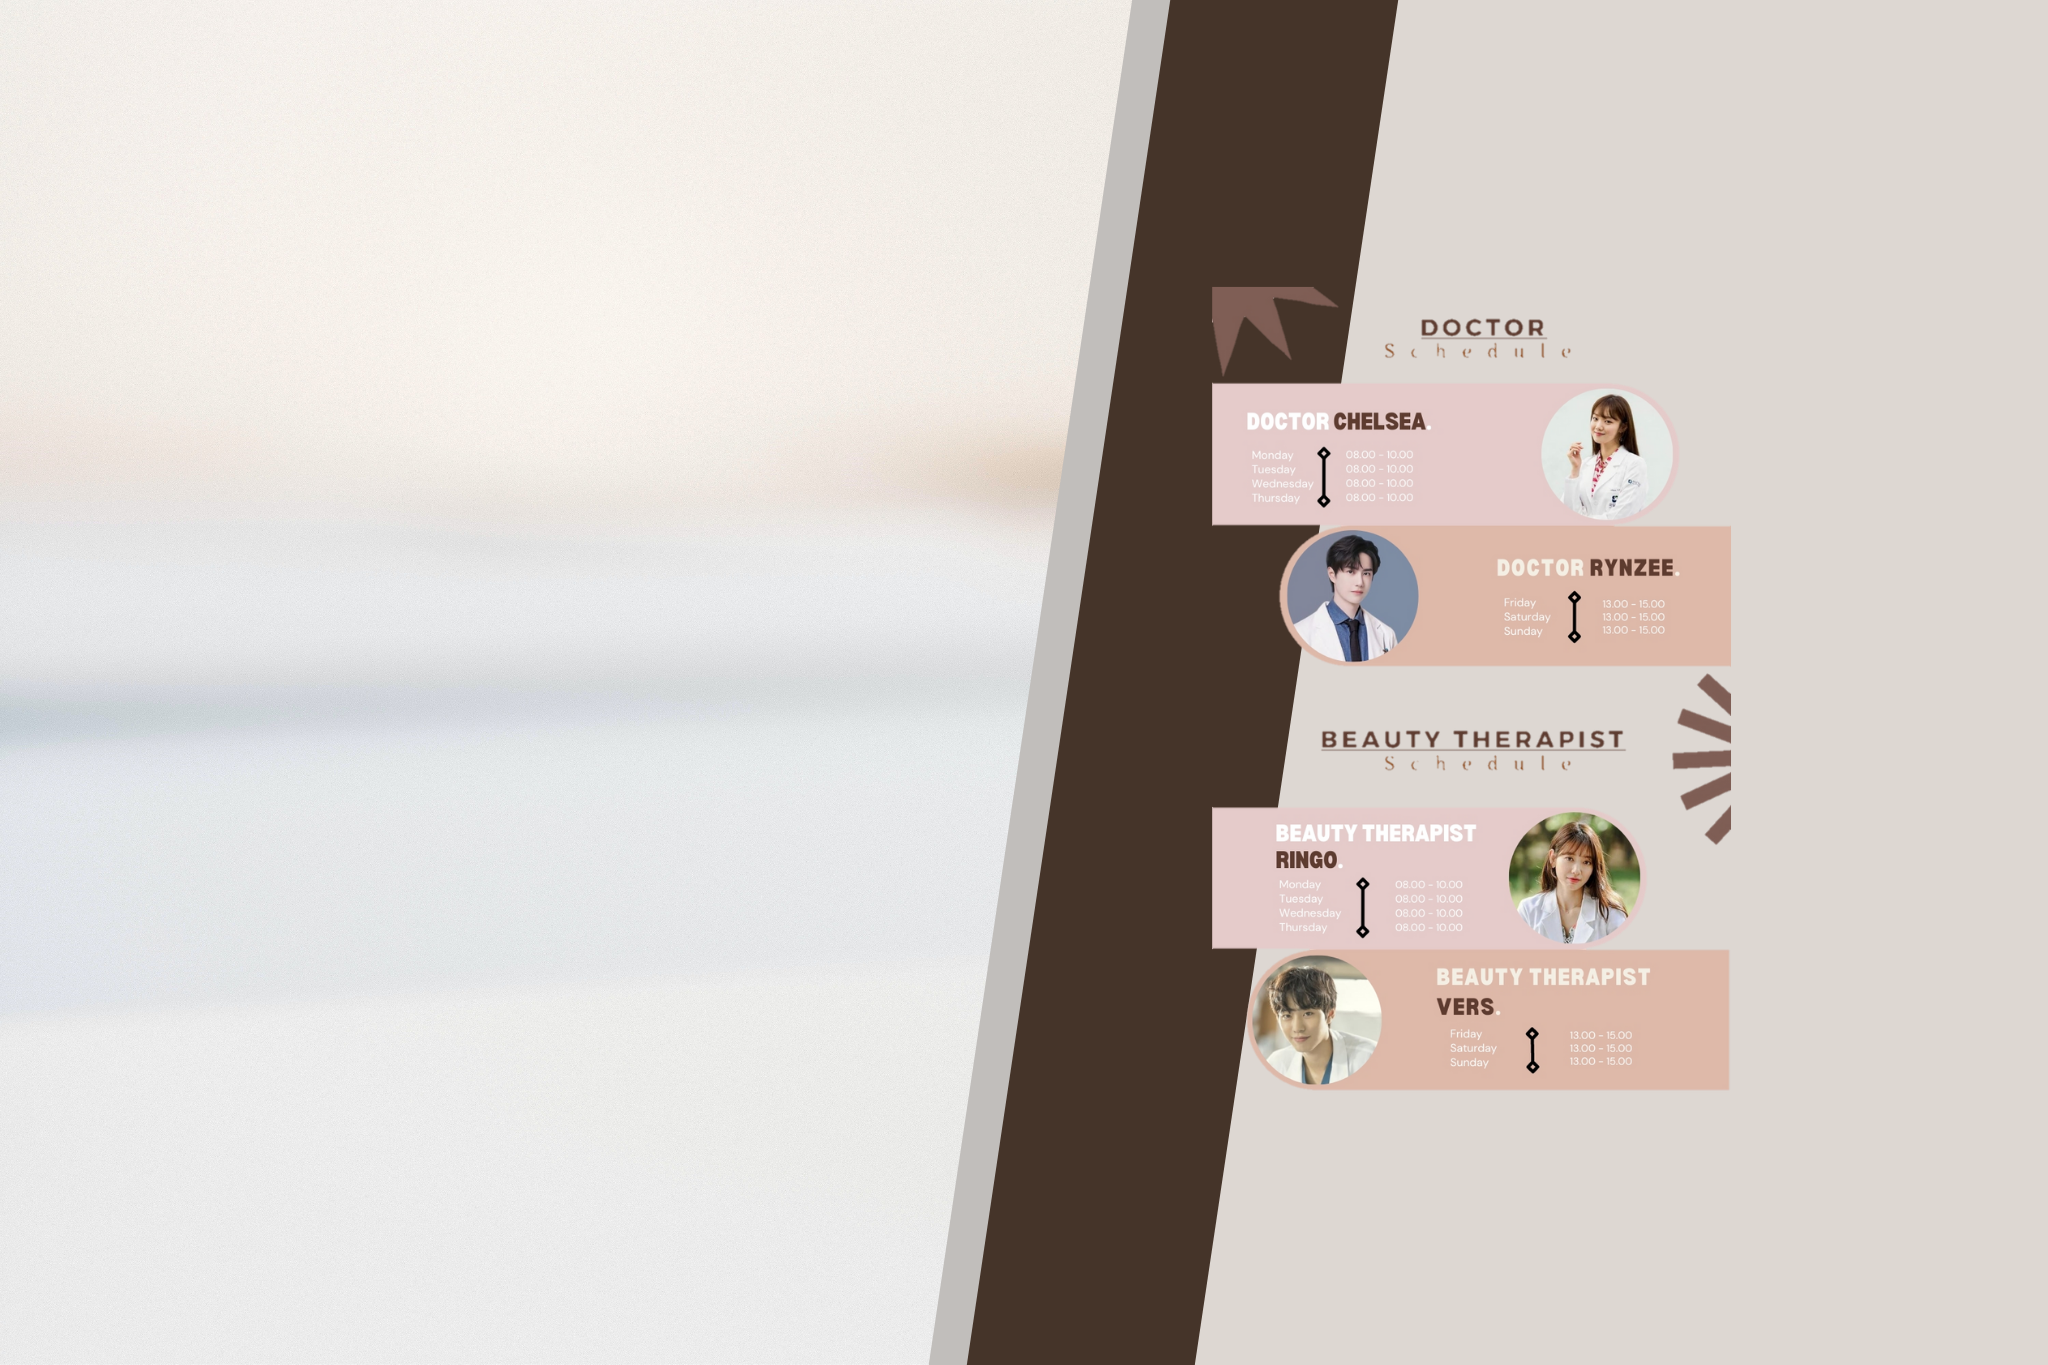 DOCTOR
Schedule
DOCTOR CHELSEA.
Monday 08.00 - 10.00
Tuesday 08.00 - 10.00
Wednesday 08.00 - 10.00
Thursday 08.00 - 10.00
DOCTOR RYNZEE.
Friday 13.00 - 15.00
Saturday 13.00 - 15.00
Sunday 13.00 - 15.00
BEAUTY THERAPIST
Schedule
BEAUTY THERAPIST
RINGO.
Monday 08.00 - 10.00
Tuesday 08.00 - 10.00
Wednesday 08.00 - 10.00
Thursday 08.00 - 10.00
BEAUTY THERAPIST
VERS.
Friday 13.00 - 15.00
Saturday 13.00 - 15.00
Sunday 13.00 - 15.00